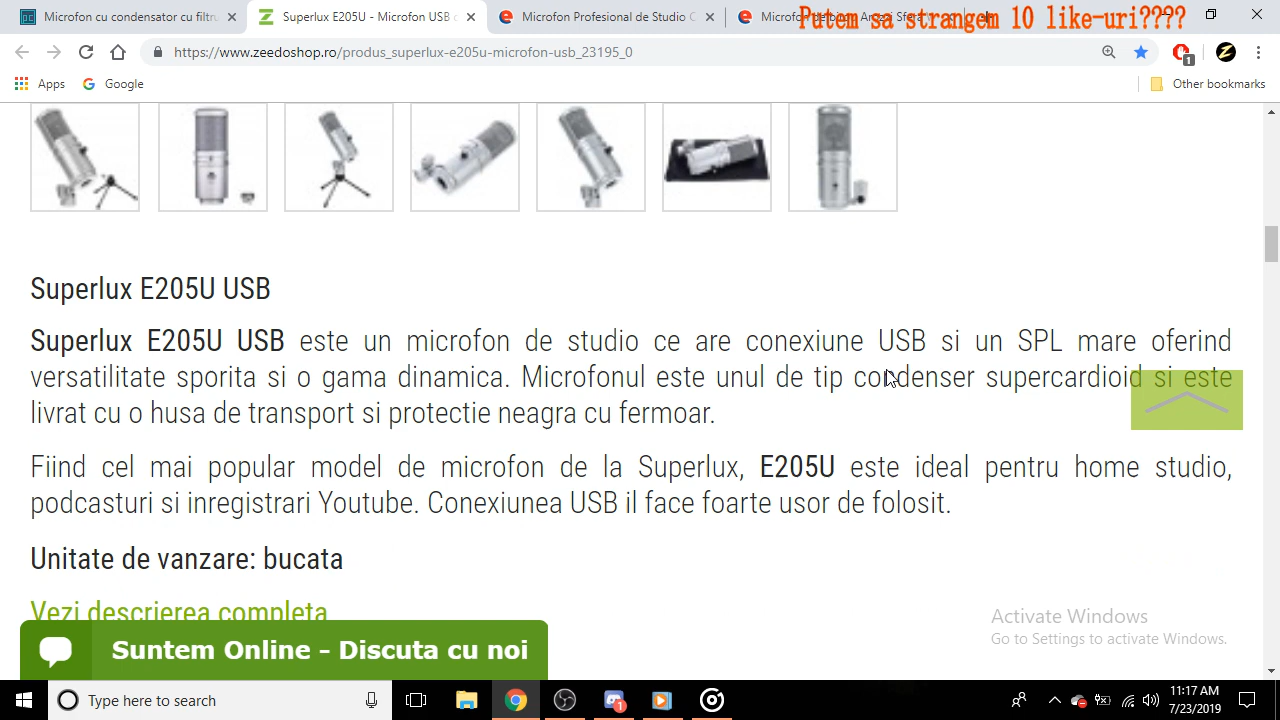 Microfon cu condensator cu filtru
Superlux E205U - Microfon USB
Microfon Profesional de Studio C
Microfon de birou Arcezi Sfera
Putem sa strangem 10 like-uri????
https://www.zeedoshop.ro/produs_superlux-e205u-microfon-usb_23195_0
1
Apps
Google
Other bookmarks
Superlux E205U USB
Superlux E205U USB este un microfon de studio ce are conexiune USB si un SPL mare oferind
versatilitate sporita si o gama dinamica. Microfonul este unul de tip condenser supercardioid si este
livrat cu o husa de transport si protectie neagra cu fermoar.
Fiind cel mai popular model de microfon de la Superlux, E205U este ideal pentru home studio,
podcasturi si inregistrari Youtube. Conexiunea USB il face foarte usor de folosit.
Unitate de vanzare: bucata
Vezi descrierea completa
Activate Windows
Go to Settings to activate Windows.
Suntem Online - Discuta cu noi
Type here to search
1
11:17 AM
7/23/2019